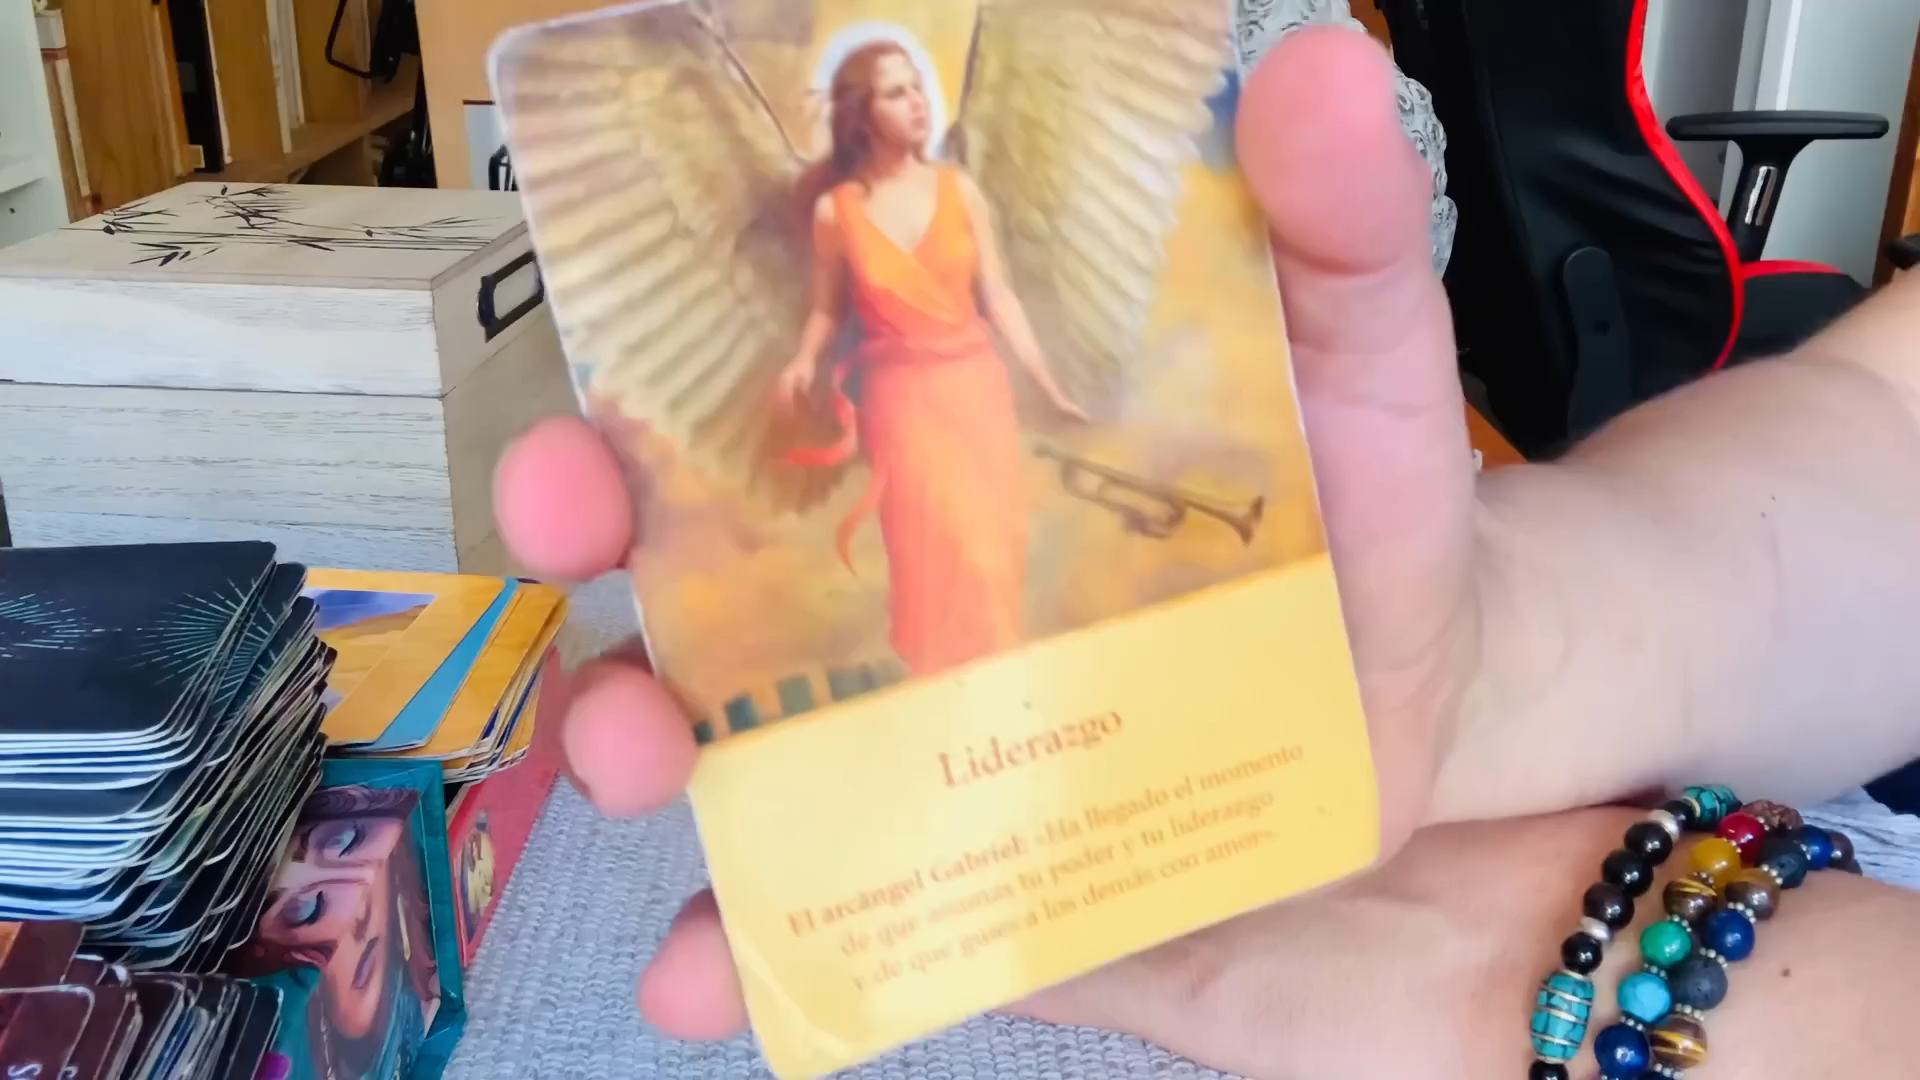 Liderazgo
El arcángel Gabriel: «Ha llegado el momento
de que asumas tu poder y tu liderazgo
y de que guíes a los demás con amor».